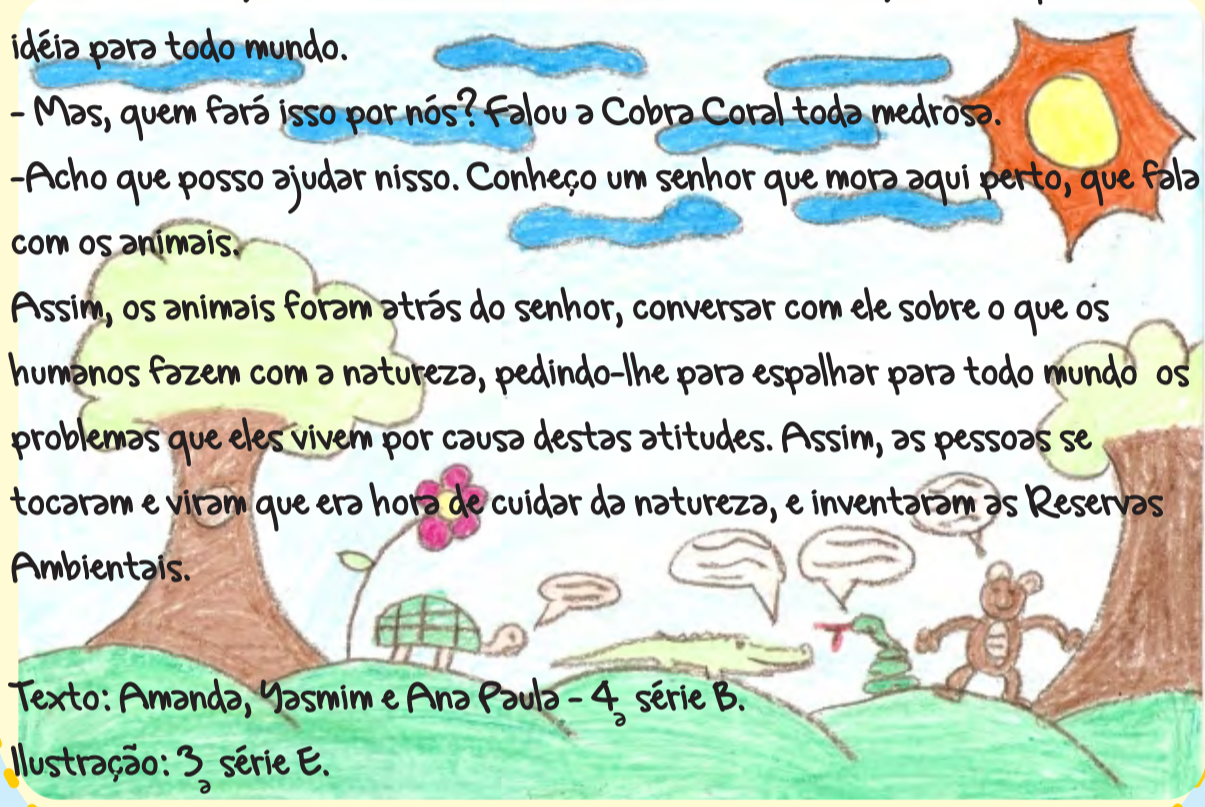 idéia para todo mundo.
- Mas, quem fará isso por nós? Falou a Cobra Coral toda medrosa.
-Acho que posso ajudar nisso. Conheço um senhor que mora aqui perto, que fala
com os animais.
Assim, os animais foram atrás do senhor, conversar com ele sobre o que os
humanos fazem com a natureza, pedindo-lhe para espalhar para todo mundo os
problemas que eles vivem por causa destas atitudes. Assim, as pessoas se
tocaram e viram que era hora de cuidar da natureza, e inventaram as Reservas
Ambientais.
Texto: Amanda, Yasmim e Ana Paula - 4ª série B.
Ilustração: 3ª série E.